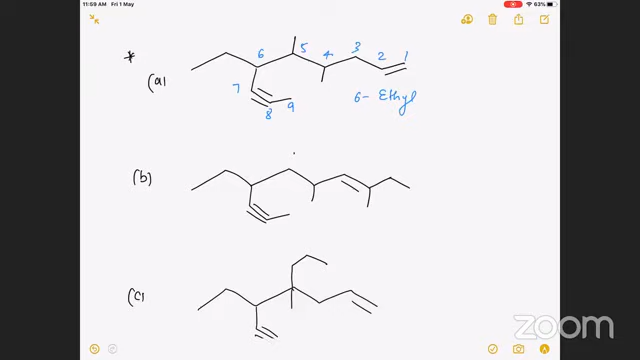 11:59 AM Fri 1 May
63%
*
(a)
6 5 4 3 2 1
7
8 9
6- Ethyl
(b)
(c)
zoom